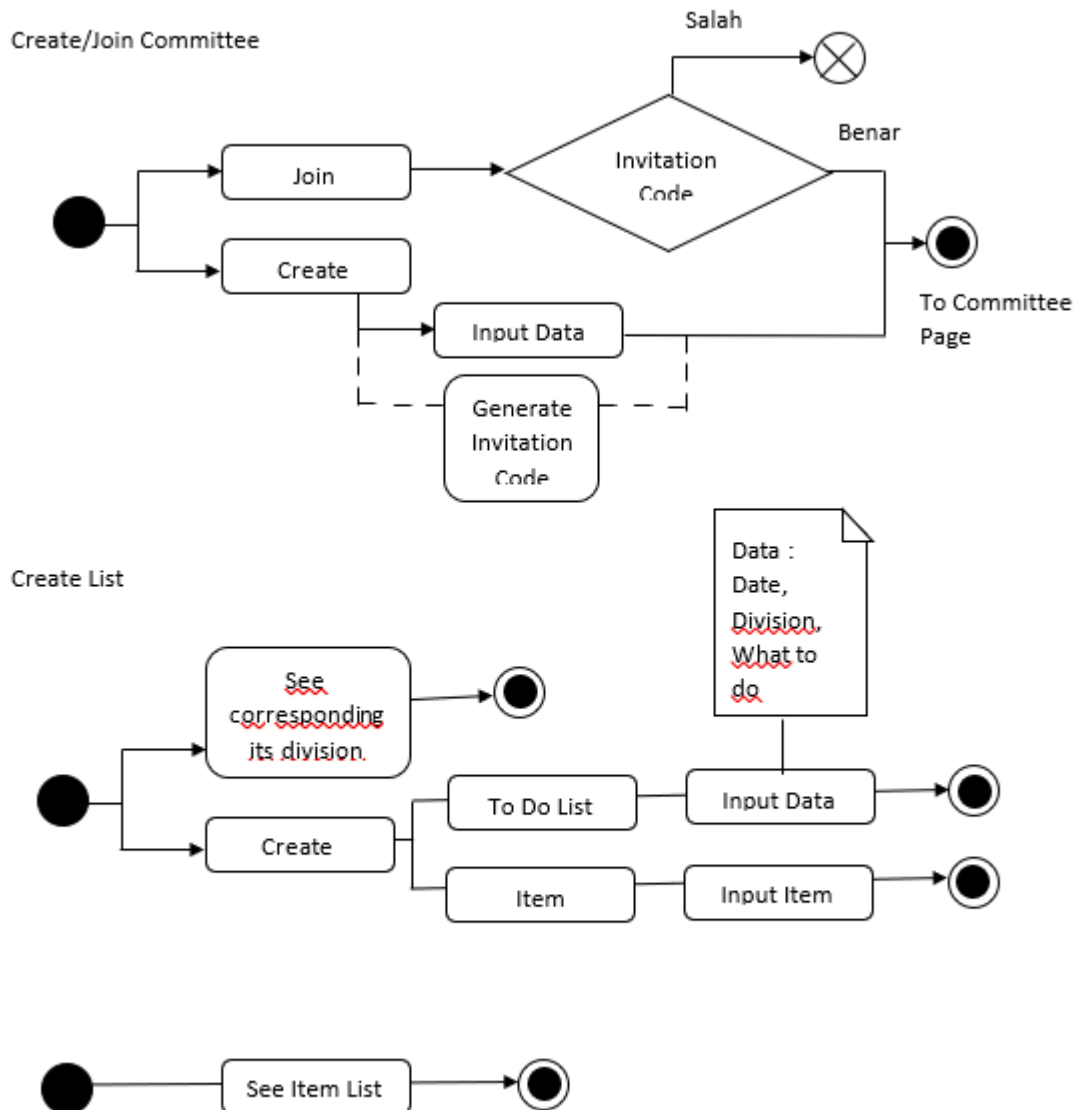 Salah
Create/Join Committee
Benar
Invitation
Code
Join
Create
To Committee
Page
Input Data
Generate
Invitation
Code
Data :
Date,
Division,
What to
do
Create List
See
corresponding
its division
To Do List
Input Data
Create
Item
Input Item
See Item List